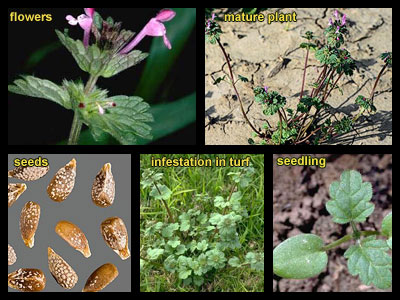 flowers
mature plant
seeds
infestation in turf
seedling